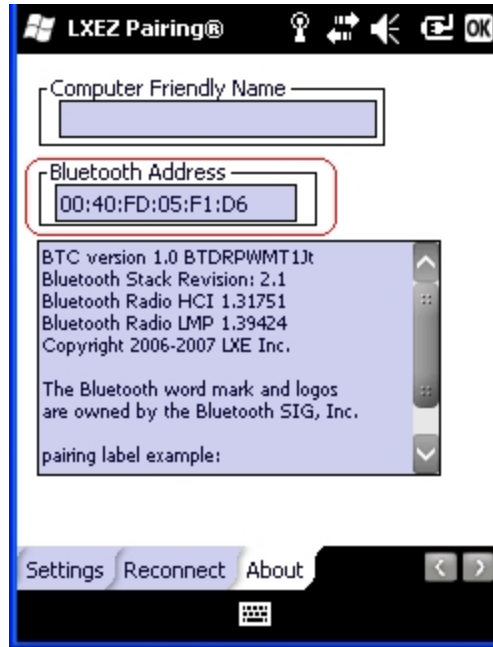 LXEZ Pairing®
OK
Computer Friendly Name
Bluetooth Address
00:40:FD:05:F1:D6
BTC version 1.0 BTDRPWMT1Jt
Bluetooth Stack Revision: 2.1
Bluetooth Radio HCI 1.31751
Bluetooth Radio LMP 1.39424
Copyright 2006-2007 LXE Inc.
The Bluetooth word mark and logos
are owned by the Bluetooth SIG, Inc.
pairing label example:
Settings Reconnect About